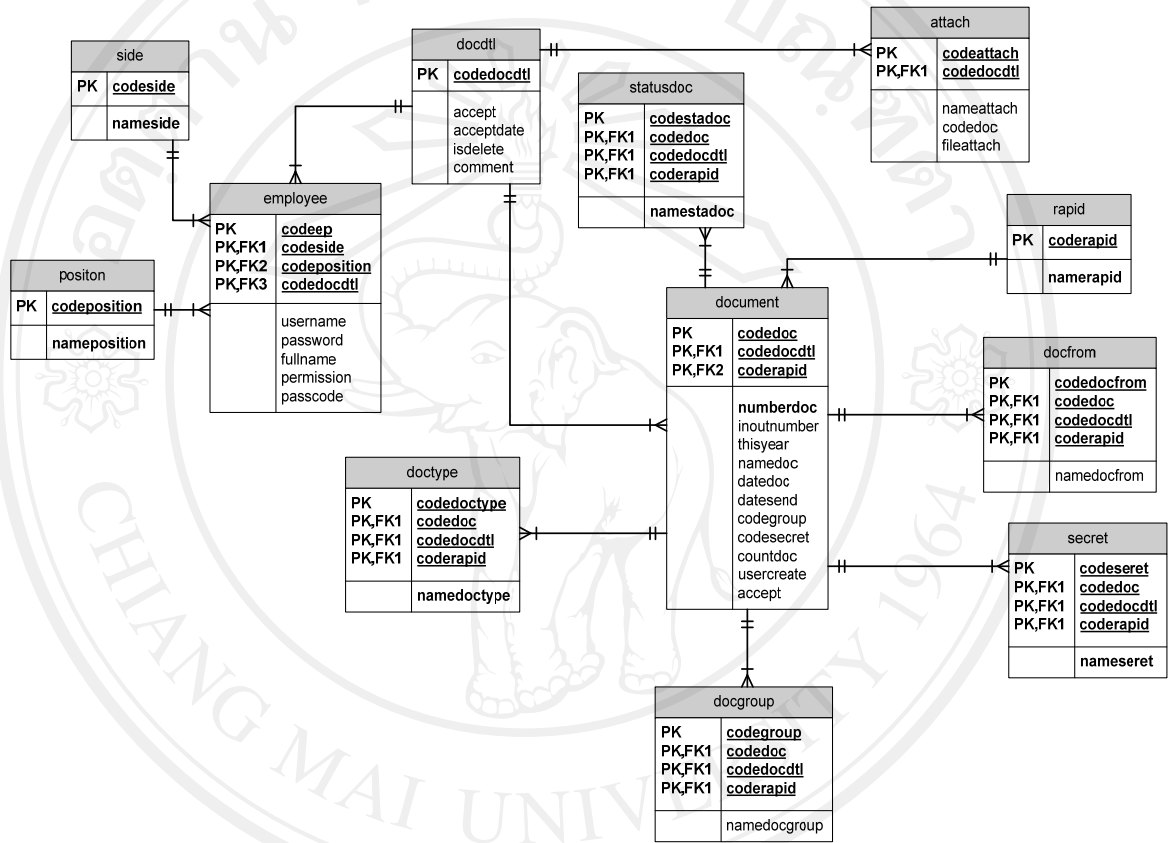 side
PK codeside
nameside
docdtl
PK codedocdtl
accept
acceptdate
isdelete
comment
attach
PK codeattach
PK,FK1 codedocdtl
nameattach
codedoc
fileattach
statusdoc
PK codestadoc
PK,FK1 codedoc
PK,FK1 codedocdtl
PK,FK1 coderapid
namestadoc
employee
PK codeep
PK,FK1 codeside
PK,FK2 codeposition
PK,FK3 codedocdtl
username
password
fullname
permission
passcode
rapid
PK coderapid
namerapid
positon
PK codeposition
nameposition
document
PK codedoc
PK,FK1 codedocdtl
PK,FK2 coderapid
numberdoc
inoutnumber
thisyear
namedoc
datedoc
datesend
codegroup
codesecret
countdoc
usercreate
accept
docfrom
PK codedocfrom
PK,FK1 codedoc
PK,FK1 codedocdtl
PK,FK1 coderapid
namedocfrom
doctype
PK codedoctype
PK,FK1 codedoc
PK,FK1 codedocdtl
PK,FK1 coderapid
namedoctype
secret
PK codeseret
PK,FK1 codedoc
PK,FK1 codedocdtl
PK,FK1 coderapid
nameseret
docgroup
PK codegroup
PK,FK1 codedoc
PK,FK1 codedocdtl
PK,FK1 coderapid
namedocgroup
CHIANG MAI UNIVERSITY 1964